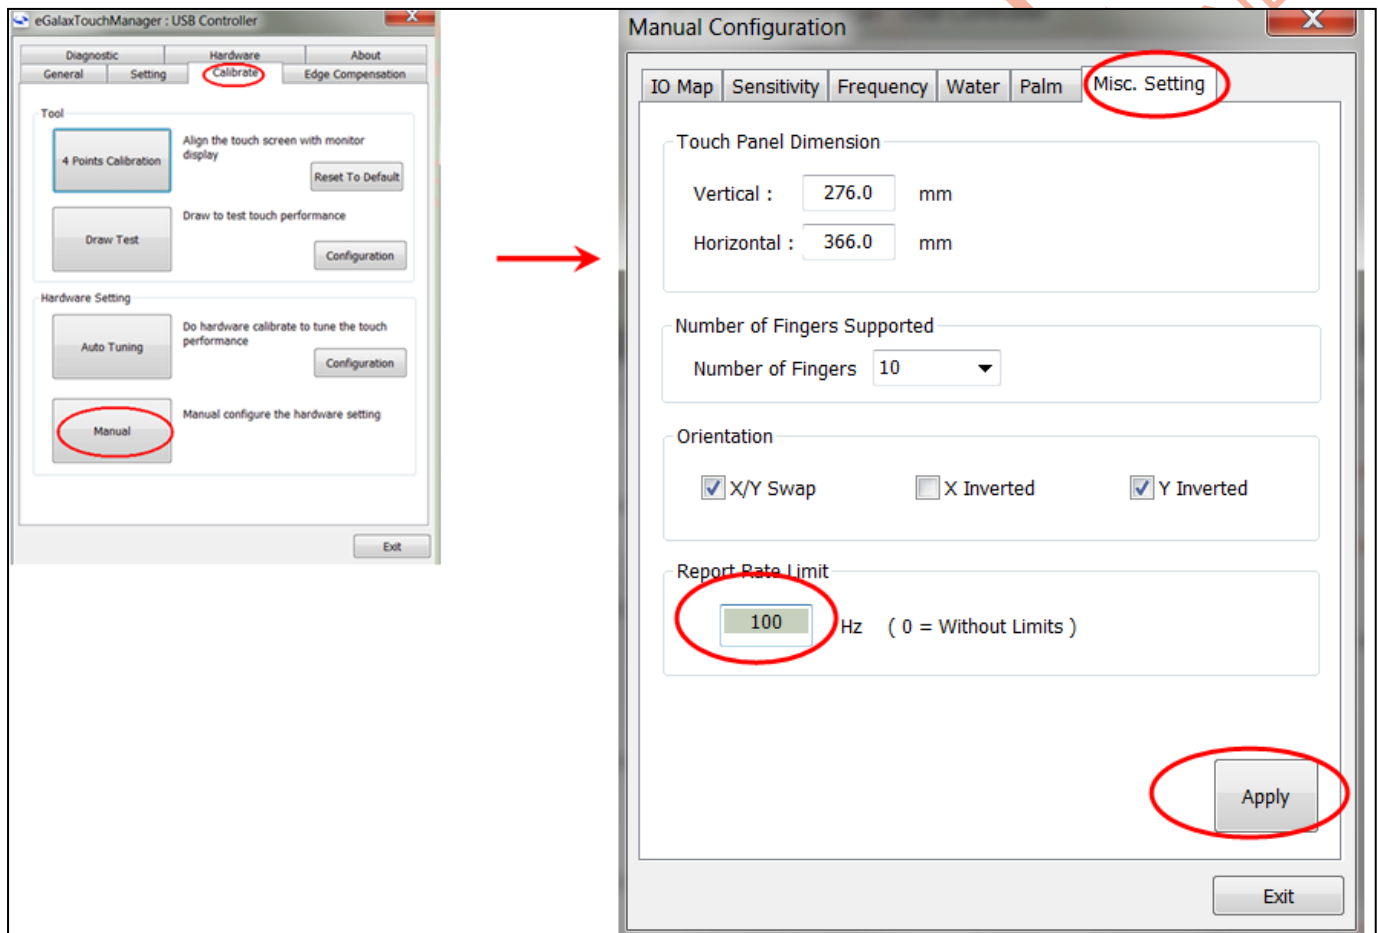 eGalaxTouchManager : USB Controller
Diagnostic Hardware About
General Setting Calibrate Edge Compensation
Tool
4 Points Calibration
Align the touch screen with monitor
display
Reset To Default
Draw Test
Draw to test touch performance
Configuration
Hardware Setting
Auto Tuning
Do hardware calibrate to tune the touch
performance
Configuration
Manual
Manual configure the hardware setting
Exit
Manual Configuration
IO Map Sensitivity Frequency Water Palm Misc. Setting
Touch Panel Dimension
Vertical : 276.0 mm
Horizontal : 366.0 mm
Number of Fingers Supported
Number of Fingers 10
Orientation
X/Y Swap X Inverted Y Inverted
Report Rate Limit
100 Hz ( 0 = Without Limits )
Apply
Exit